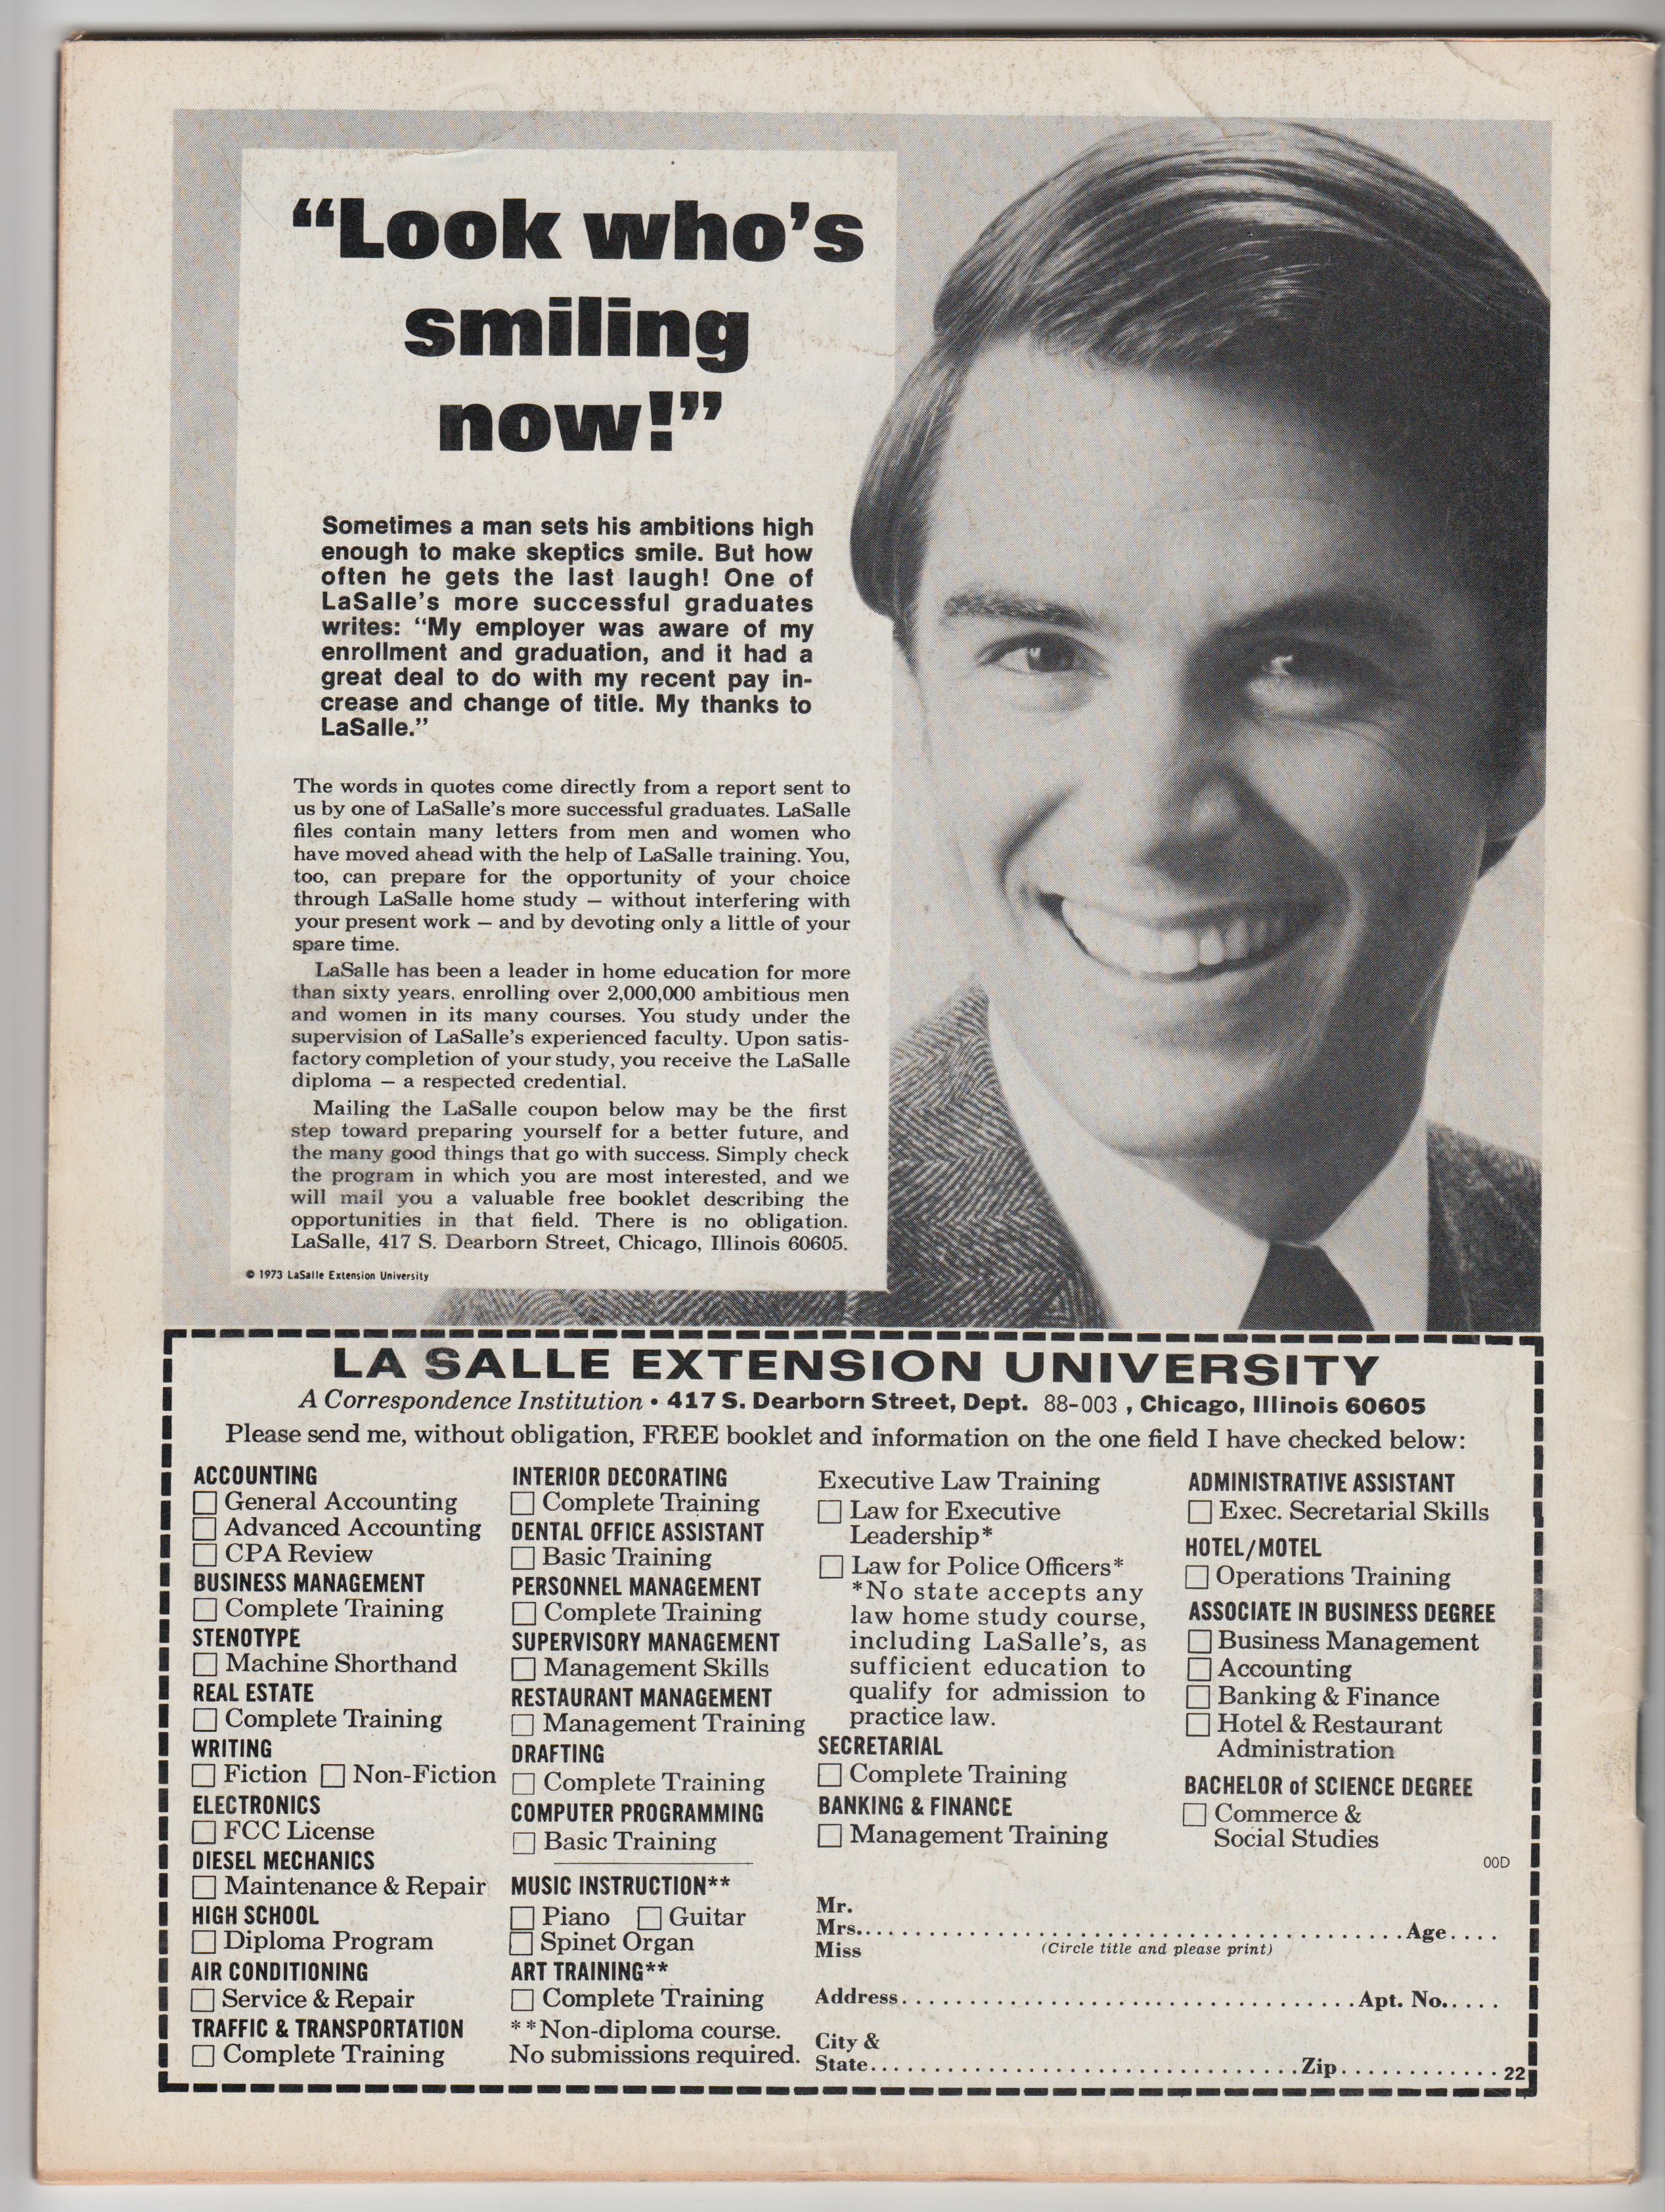 “Look who’s
smiling
now!”
Sometimes a man sets his ambitions high
enough to make skeptics smile. But how
often he gets the last laugh! One of
LaSalle’s more successful graduates
writes: “My employer was aware of my
enrollment and graduation, and it had a
great deal to do with my recent pay in-
crease and change of title. My thanks to
LaSalle.”
The words in quotes come directly from a report sent to
us by one of LaSalle’s more successful graduates. LaSalle
files contain many letters from men and women who
have moved ahead with the help of LaSalle training. You,
too, can prepare for the opportunity of your choice
through LaSalle home study — without interfering with
your present work — and by devoting only a little of your
spare time.
LaSalle has been a leader in home education for more
than sixty years, enrolling over 2,000,000 ambitious men
and women in its many courses. You study under the
supervision of LaSalle’s experienced faculty. Upon satis-
factory completion of your study, you receive the LaSalle
diploma — a respected credential.
Mailing the LaSalle coupon below may be the first
step toward preparing yourself for a better future, and
the many good things that go with success. Simply check
the program in which you are most interested, and we
will mail you a valuable free booklet describing the
opportunities in that field. There is no obligation.
LaSalle, 417 S. Dearborn Street, Chicago, Illinois 60605.
© 1973 LaSalle Extension University
LA SALLE EXTENSION UNIVERSITY
A Correspondence Institution • 417 S. Dearborn Street, Dept. 88-003 , Chicago, Illinois 60605
Please send me, without obligation, FREE booklet and information on the one field I have checked below:
ACCOUNTING
☐ General Accounting
☐ Advanced Accounting
☐ CPA Review
BUSINESS MANAGEMENT
☐ Complete Training
STENOTYPE
☐ Machine Shorthand
REAL ESTATE
☐ Complete Training
WRITING
☐ Fiction ☐ Non-Fiction
ELECTRONICS
☐ FCC License
DIESEL MECHANICS
☐ Maintenance & Repair
HIGH SCHOOL
☐ Diploma Program
AIR CONDITIONING
☐ Service & Repair
TRAFFIC & TRANSPORTATION
☐ Complete Training
INTERIOR DECORATING
☐ Complete Training
DENTAL OFFICE ASSISTANT
☐ Basic Training
PERSONNEL MANAGEMENT
☐ Complete Training
SUPERVISORY MANAGEMENT
☐ Management Skills
RESTAURANT MANAGEMENT
☐ Management Training
DRAFTING
☐ Complete Training
COMPUTER PROGRAMMING
☐ Basic Training
MUSIC INSTRUCTION**
☐ Piano ☐ Guitar
☐ Spinet Organ
ART TRAINING**
☐ Complete Training
**Non-diploma course.
No submissions required.
Executive Law Training
☐ Law for Executive
Leadership*
☐ Law for Police Officers*
*No state accepts any
law home study course,
including LaSalle’s, as
sufficient education to
qualify for admission to
practice law.
SECRETARIAL
☐ Complete Training
BANKING & FINANCE
☐ Management Training
ADMINISTRATIVE ASSISTANT
☐ Exec. Secretarial Skills
HOTEL/MOTEL
☐ Operations Training
ASSOCIATE IN BUSINESS DEGREE
☐ Business Management
☐ Accounting
☐ Banking & Finance
☐ Hotel & Restaurant
Administration
BACHELOR of SCIENCE DEGREE
☐ Commerce &
Social Studies
00D
Mr.
Mrs.......................................... Age....
Miss (Circle title and please print)
Address................................... Apt. No.....
City &
State................................. Zip............. 22